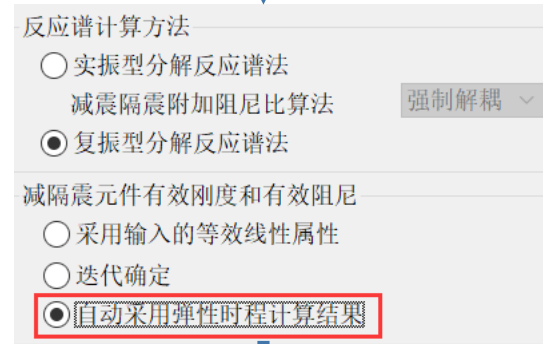 反应谱计算方法
实振型分解反应谱法
减震隔震附加阻尼比算法 强制解耦
复振型分解反应谱法
减隔震元件有效刚度和有效阻尼
采用输入的等效线性属性
迭代确定
自动采用弹性时程计算结果